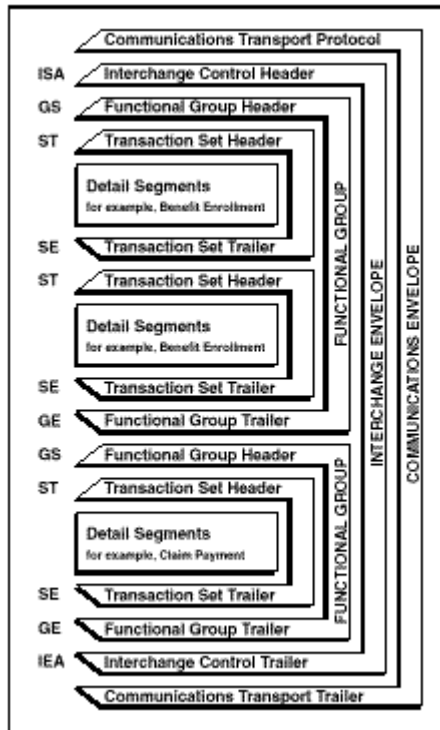 Communications Transport Protocol
ISA Interchange Control Header
GS Functional Group Header
ST Transaction Set Header
Detail Segments
for example, Benefit Enrollment
SE Transaction Set Trailer
ST Transaction Set Header
Detail Segments
for example, Benefit Enrollment
SE Transaction Set Trailer
GE Functional Group Trailer
FUNCTIONAL GROUP
GS Functional Group Header
ST Transaction Set Header
Detail Segments
for example, Claim Payment
SE Transaction Set Trailer
GE Functional Group Trailer
FUNCTIONAL GROUP
IEA Interchange Control Trailer
INTERCHANGE ENVELOPE
Communications Transport Trailer
COMMUNICATIONS ENVELOPE